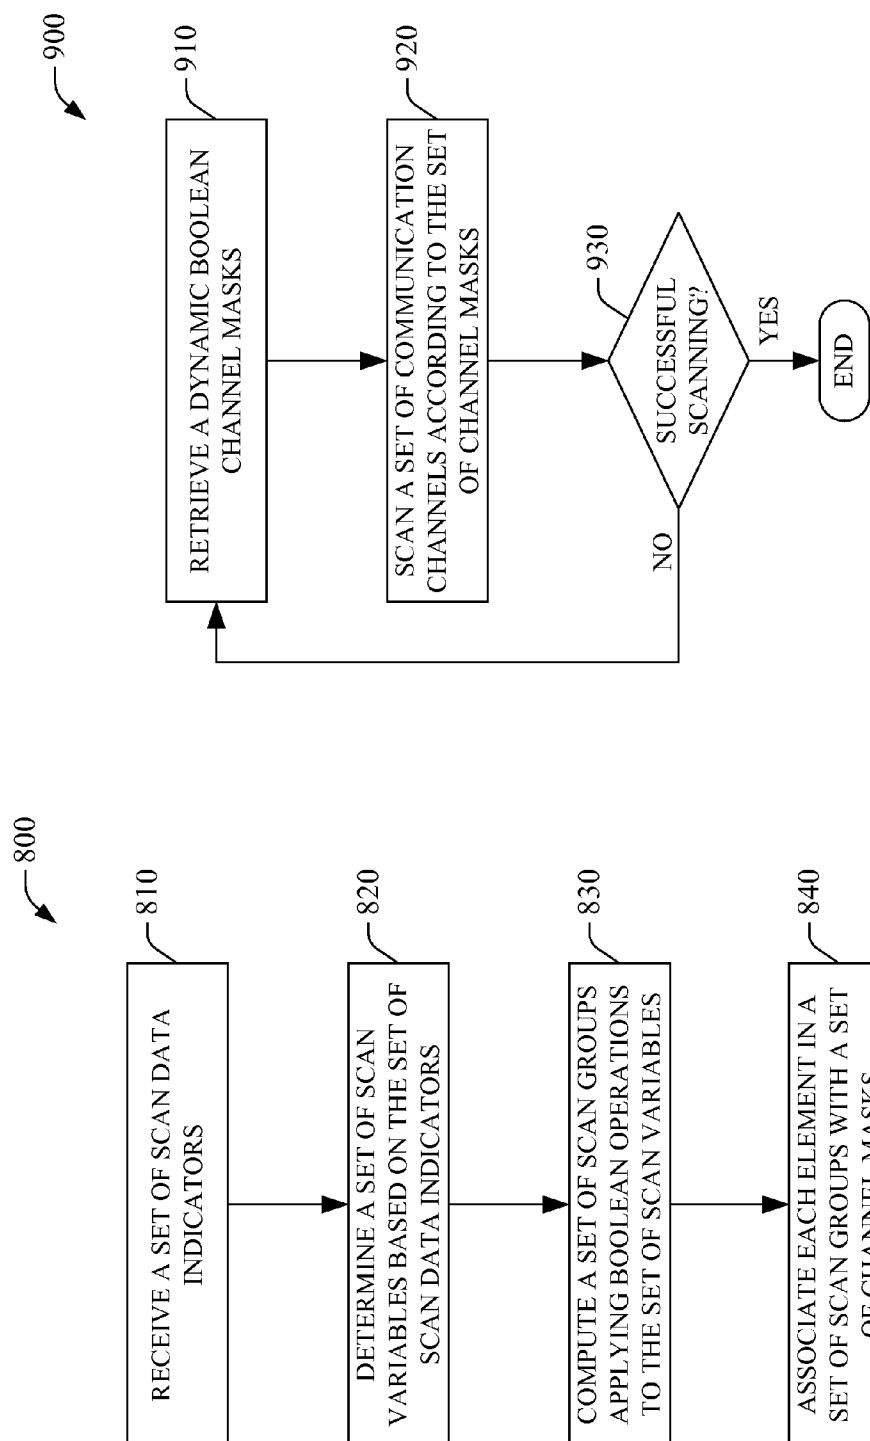 800
810
RECEIVE A SET OF SCAN DATA
INDICATORS
820
DETERMINE A SET OF SCAN
VARIABLES BASED ON THE SET OF
SCAN DATA INDICATORS
830
COMPUTE A SET OF SCAN GROUPS
APPLYING BOOLEAN OPERATIONS
TO THE SET OF SCAN VARIABLES
840
ASSOCIATE EACH ELEMENT IN A
SET OF SCAN GROUPS WITH A SET
OF CHANNEL MASKS
900
910
RETRIEVE A DYNAMIC BOOLEAN
CHANNEL MASKS
920
SCAN A SET OF COMMUNICATION
CHANNELS ACCORDING TO THE SET
OF CHANNEL MASKS
930
SUCCESSFUL
SCANNING?
NO
YES
END